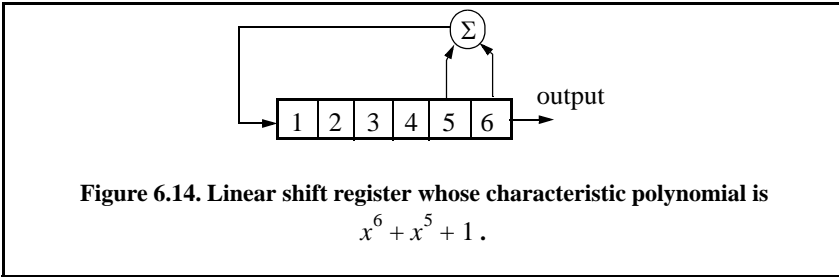 Σ
output
1 2 3 4 5 6
Figure 6.14. Linear shift register whose characteristic polynomial is
x⁶ + x⁵ + 1 .